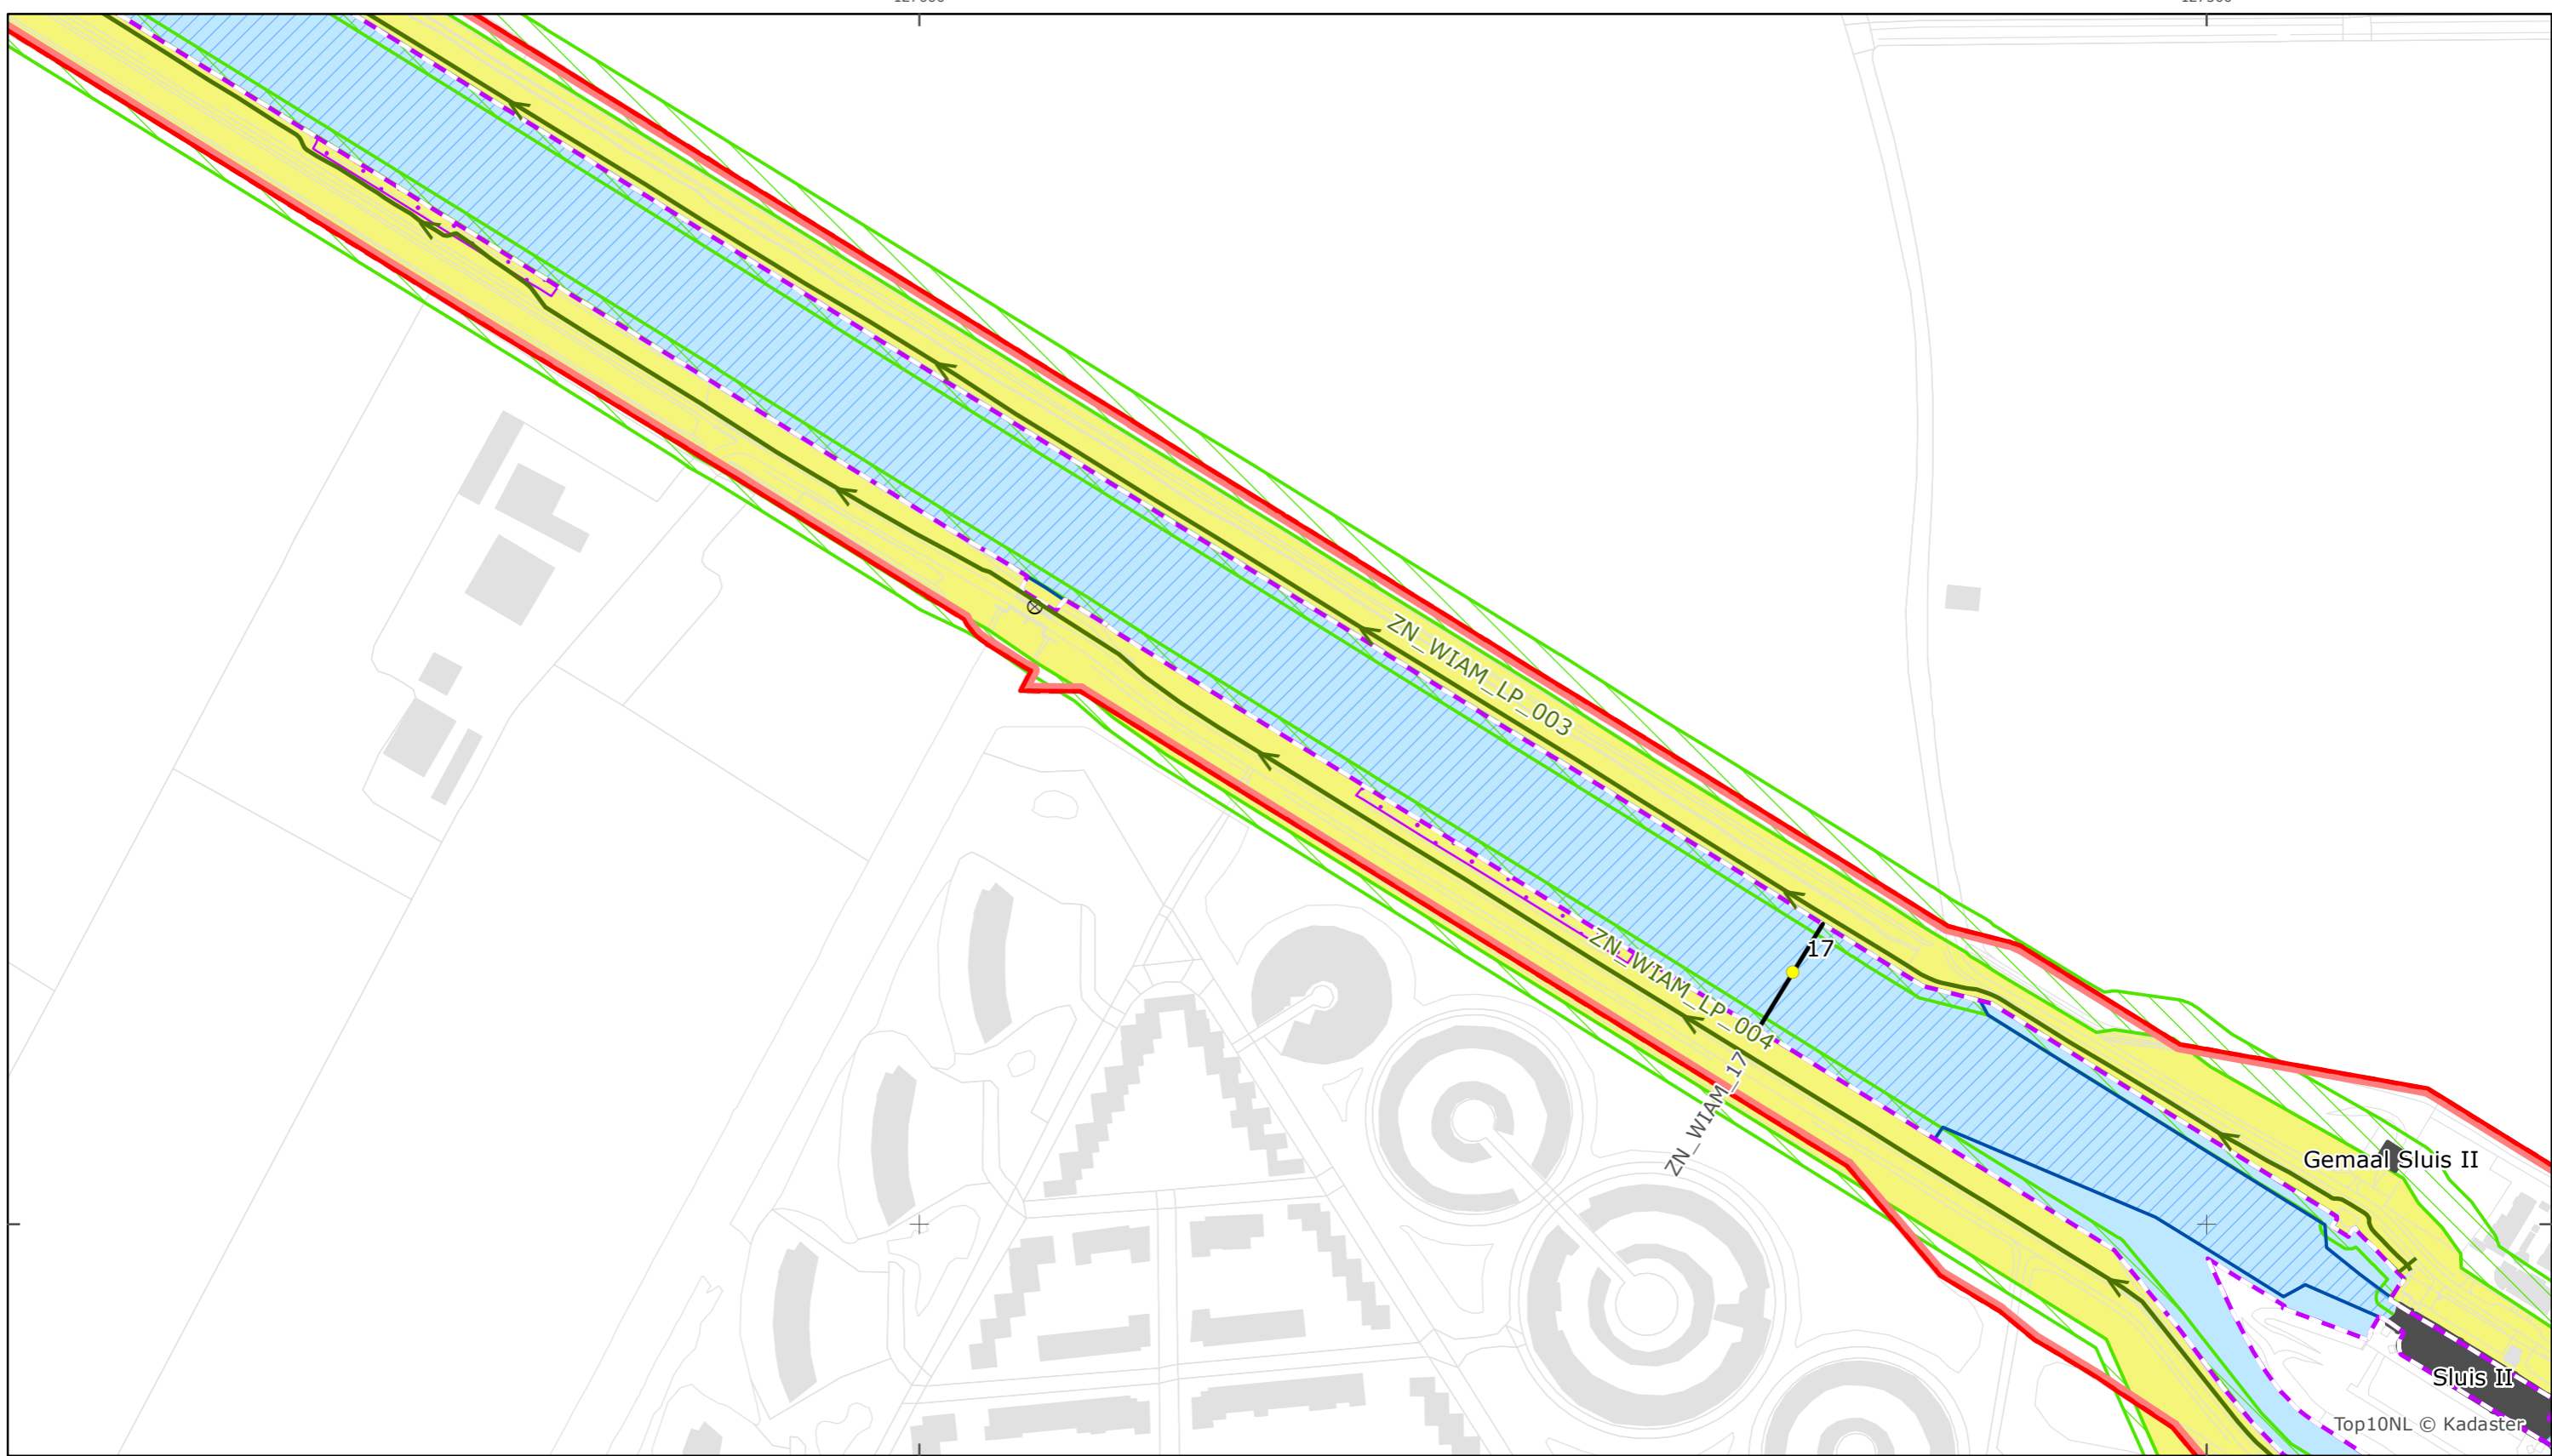 ZN_WIAM_LP_003
17
ZN_WIAM_LP_004
ZN_WIAM_17
Gemaal Sluis II
Sluis II
Top10NL © Kadaster